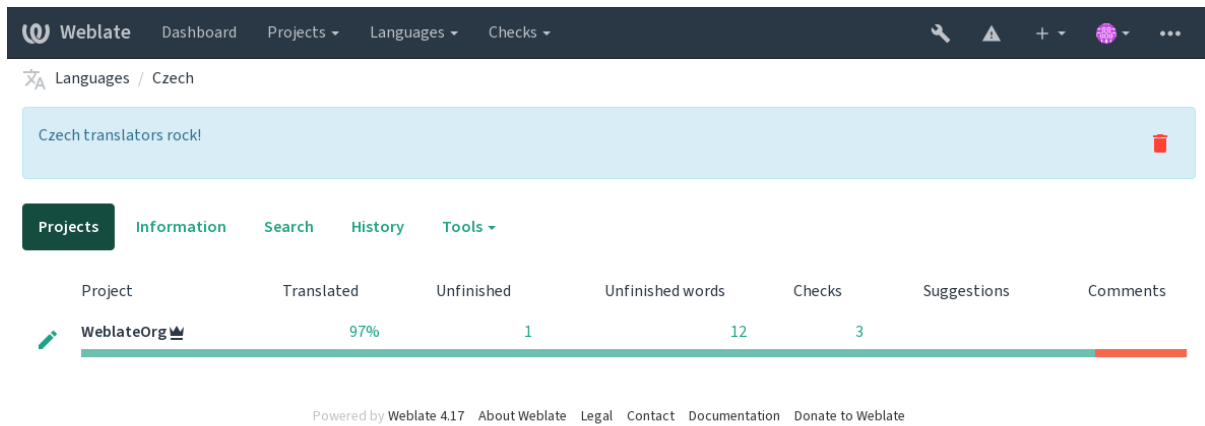 Weblate Dashboard Projects Languages Checks
Languages / Czech
Czech translators rock!
Projects Information Search History Tools
Project Translated Unfinished Unfinished words Checks Suggestions Comments
WeblateOrg 97% 1 12 3
Powered by Weblate 4.17 About Weblate Legal Contact Documentation Donate to Weblate